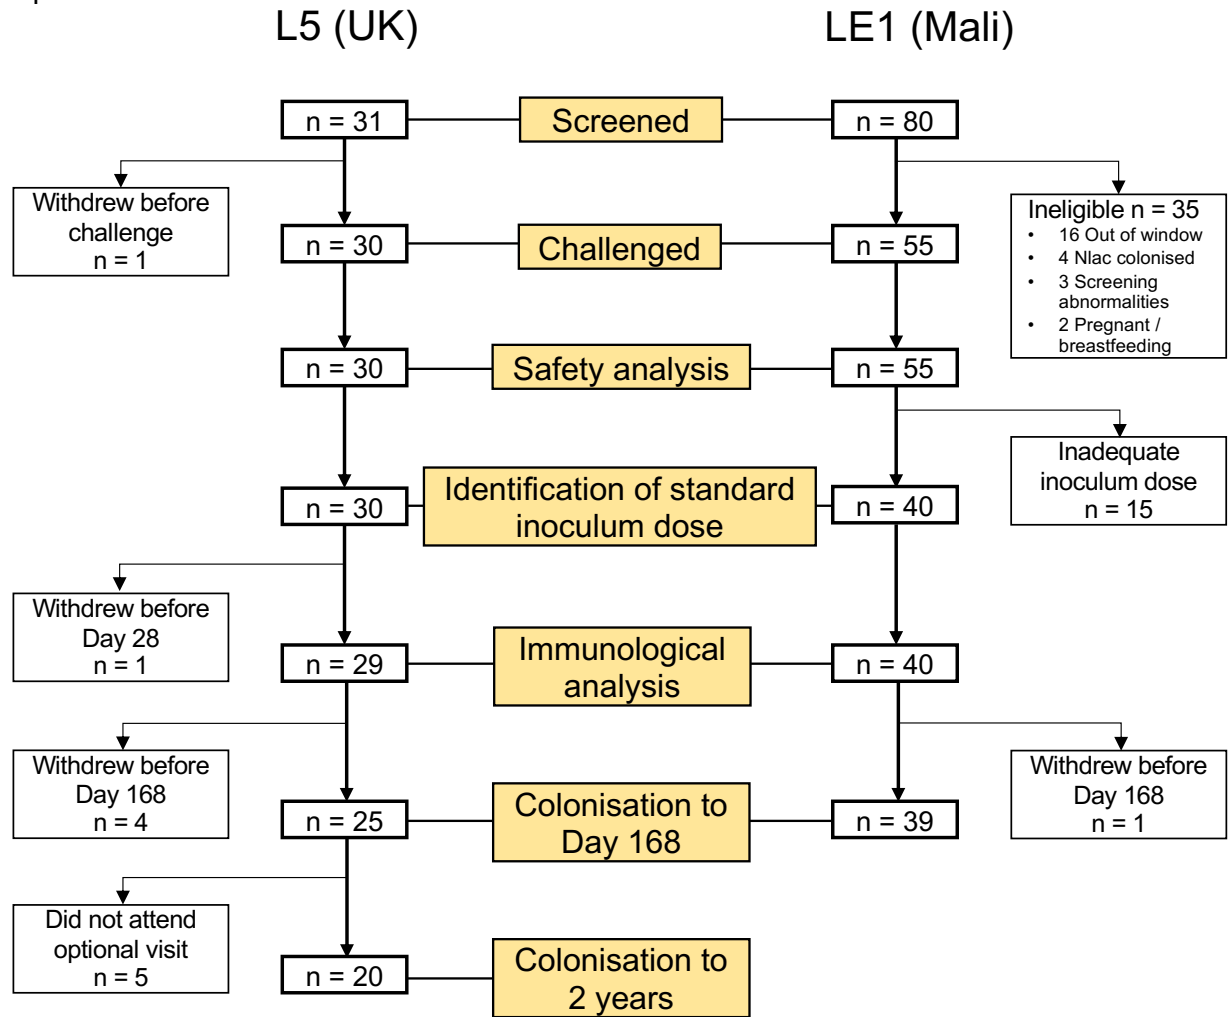 L5 (UK)
LE1 (Mali)
n = 31
Screened
n = 80
Withdrew before
challenge
n = 1
Ineligible n = 35
• 16 Out of window
• 4 Nlac colonised
• 3 Screening
abnormalities
• 2 Pregnant /
breastfeeding
n = 30
Challenged
n = 55
n = 30
Safety analysis
n = 55
Inadequate
inoculum dose
n = 15
n = 30
Identification of standard
inoculum dose
n = 40
Withdrew before
Day 28
n = 1
n = 29
Immunological
analysis
n = 40
Withdrew before
Day 168
n = 4
Withdrew before
Day 168
n = 1
n = 25
Colonisation to
Day 168
n = 39
Did not attend
optional visit
n = 5
n = 20
Colonisation to
2 years